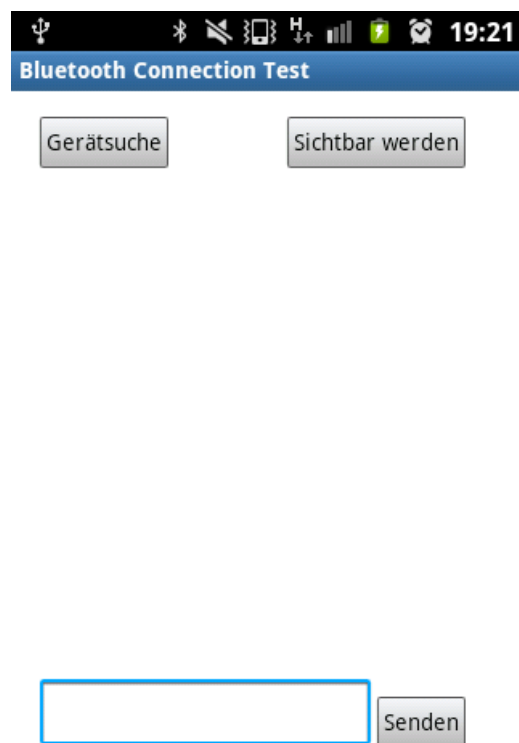 H 19:21
Bluetooth Connection Test
Gerätsuche Sichtbar werden
Senden